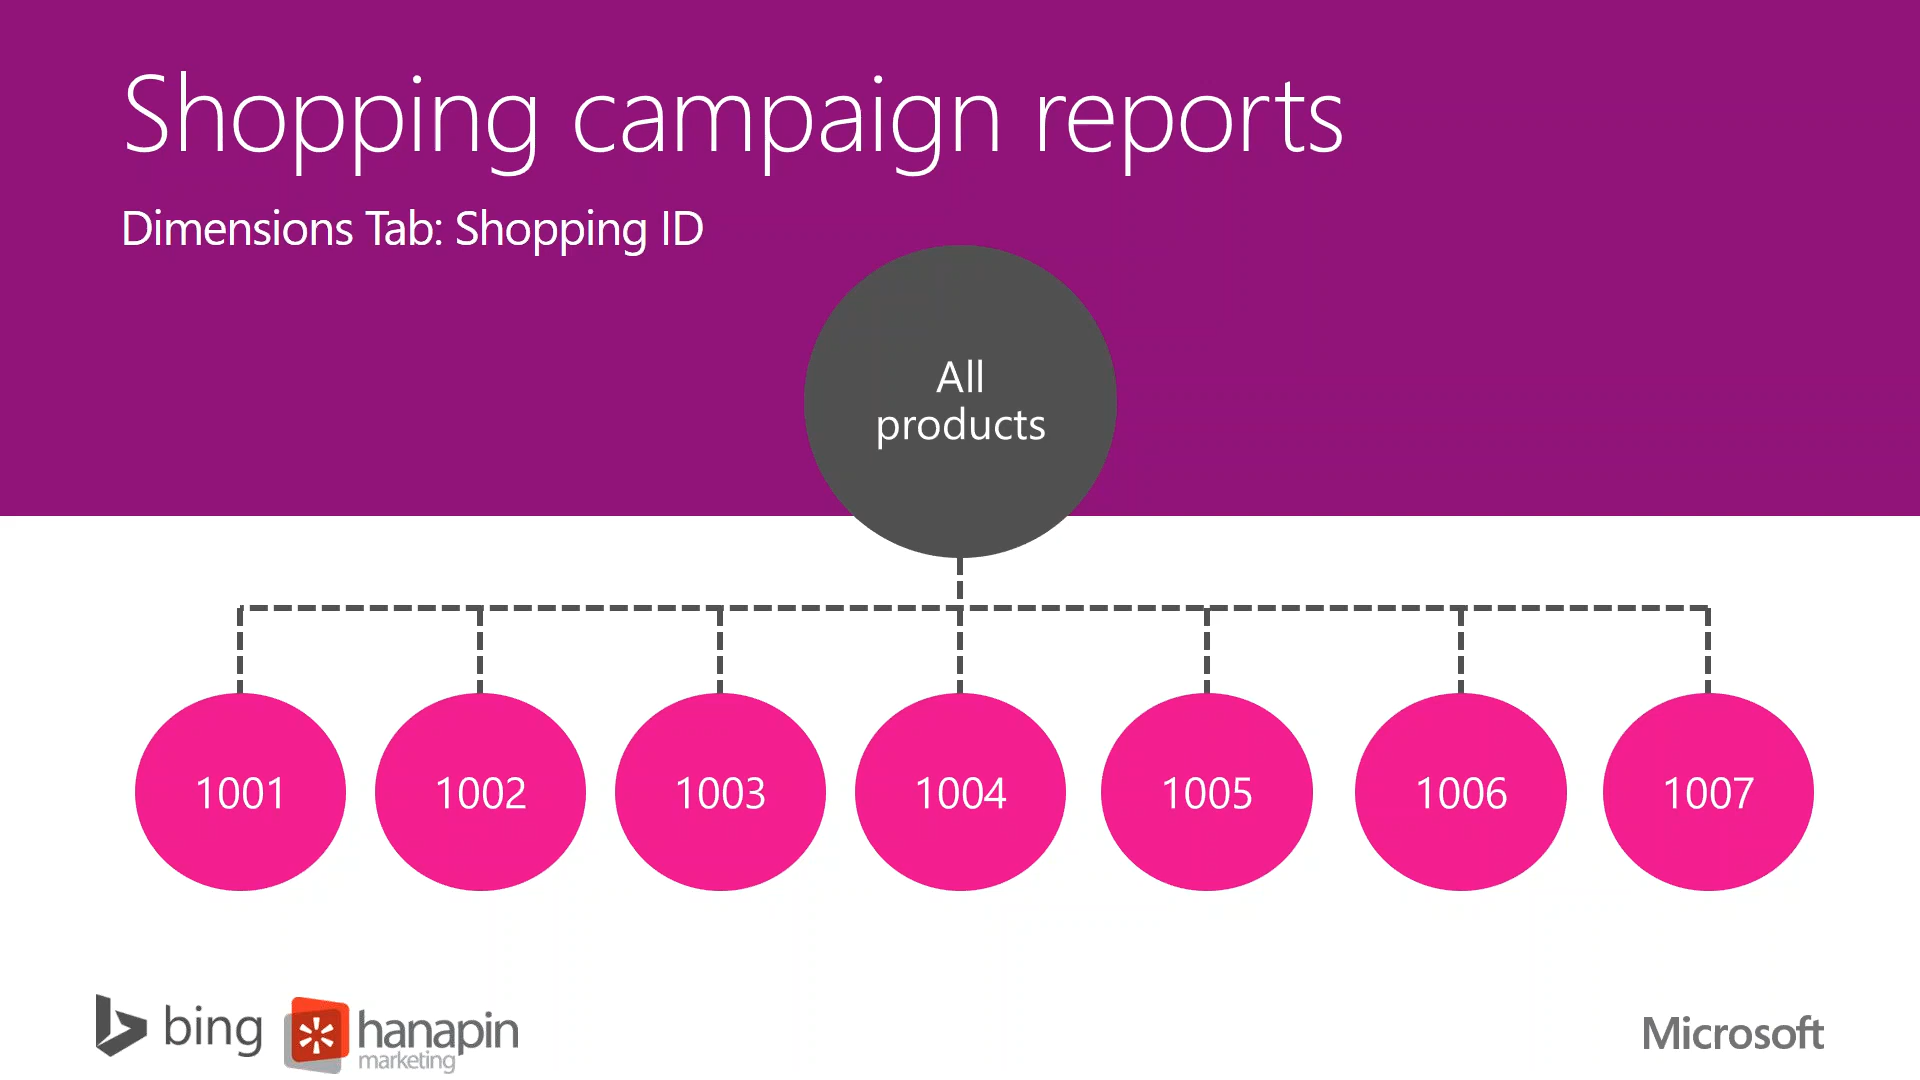 Shopping campaign reports
Dimensions Tab: Shopping ID
All
products
1001
1002
1003
1004
1005
1006
1007
bing
hanapin
marketing
Microsoft